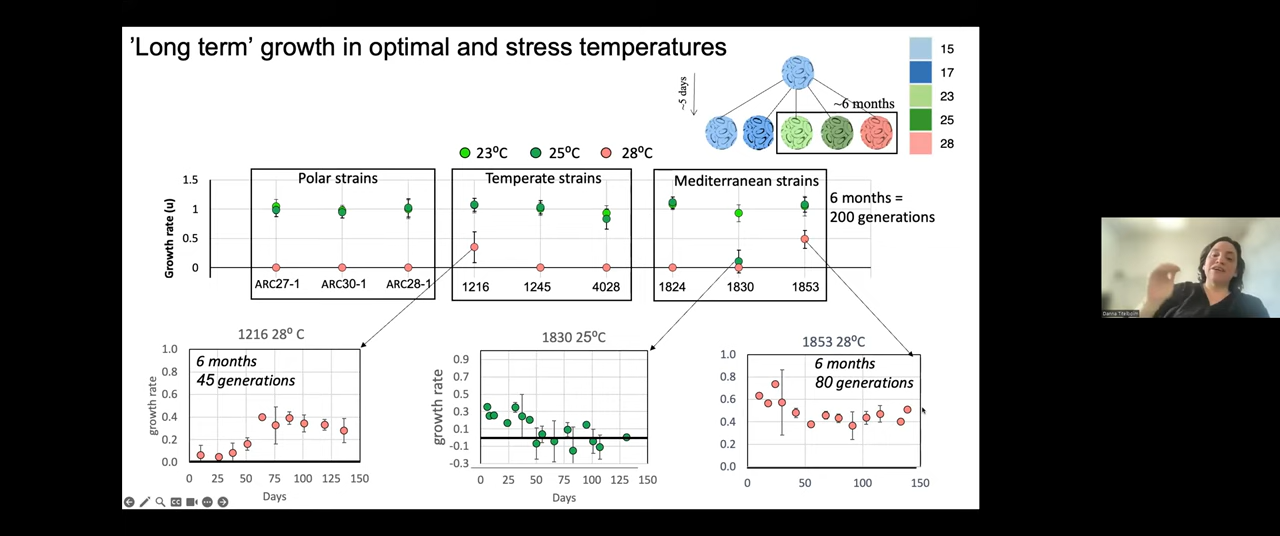 'Long term' growth in optimal and stress temperatures
~5 days
~6 months
15
17
23
25
28
23⁰C
25⁰C
28⁰C
Growth rate (u)
1.5
1
0.5
0
Polar strains
ARC27-1
ARC30-1
ARC28-1
Temperate strains
1216
1245
4028
Mediterranean strains
1824
1830
1853
6 months =
200 generations
1216 28⁰ C
6 months
45 generations
growth rate
1.0
0.8
0.6
0.4
0.2
0.0
0 25 50 75 100 125 150
Days
1830 25⁰C
growth rate
0.9
0.7
0.5
0.3
0.1
-0.1
-0.3
0 25 50 75 100 125 150
Days
1853 28⁰C
6 months
80 generations
1.0
0.8
0.6
0.4
0.2
0.0
0 50 100 150